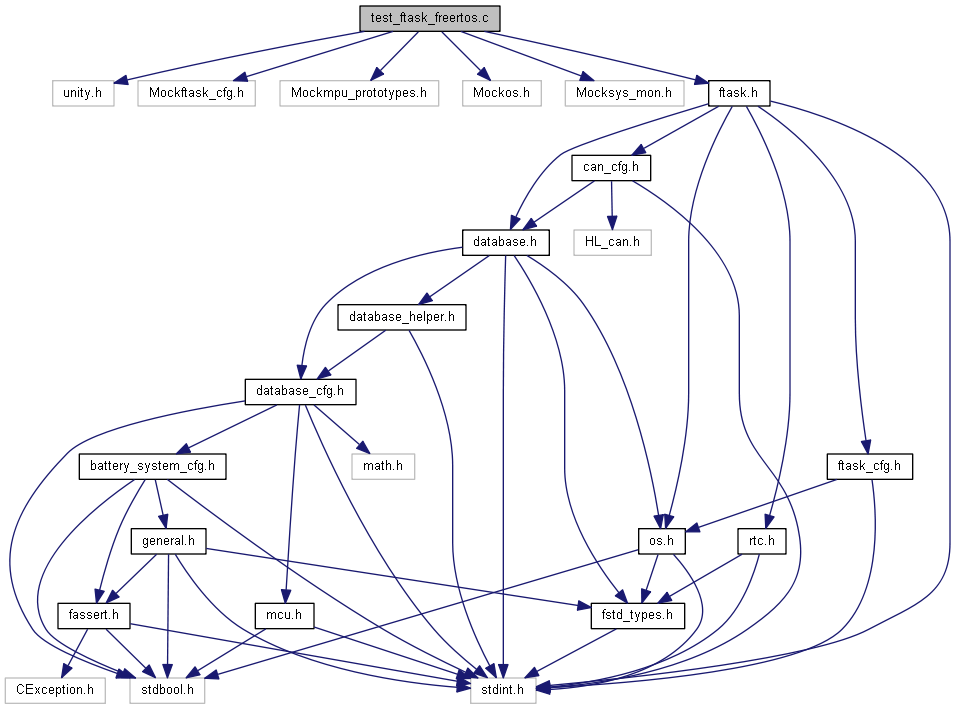 test_ftask_freertos.c
unity.h
Mockftask_cfg.h
Mockmpu_prototypes.h
Mockos.h
Mocksys_mon.h
ftask.h
can_cfg.h
database.h
HL_can.h
database_helper.h
database_cfg.h
battery_system_cfg.h
math.h
ftask_cfg.h
general.h
os.h
rtc.h
fassert.h
mcu.h
fstd_types.h
CException.h
stdbool.h
stdint.h